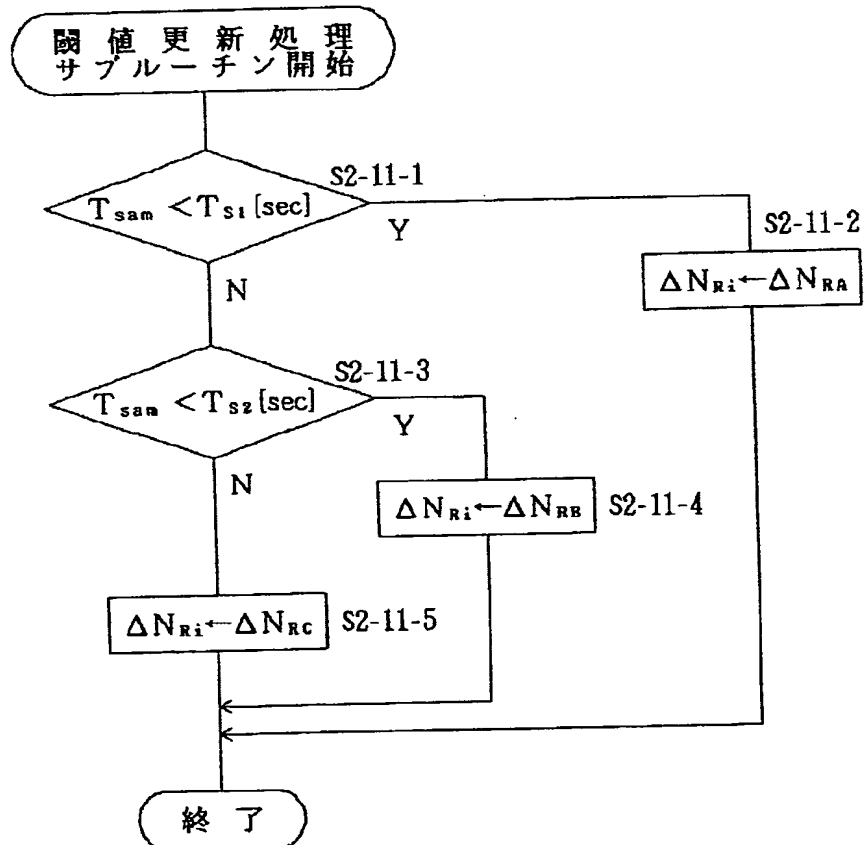 閾値更新処理
サブルーチン開始
S2-11-1
T_sam < T_S1 [sec]
Y
S2-11-2
N
ΔN_Ri←ΔN_RA
S2-11-3
T_sam < T_S2 [sec]
Y
N
ΔN_Ri←ΔN_RB S2-11-4
ΔN_Ri←ΔN_RC S2-11-5
終了